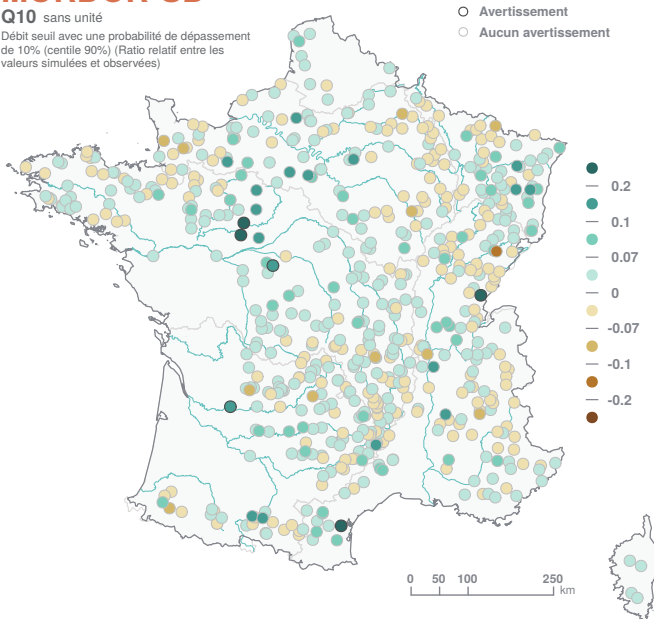 Q10 sans unité
Débit seuil avec une probabilité de dépassement
de 10% (centile 90%) (Ratio relatif entre les
valeurs simulées et observées)
Avertissement
Aucun avertissement
0.2
0.1
0.07
0
-0.07
-0.1
-0.2
0 50 100 250
km